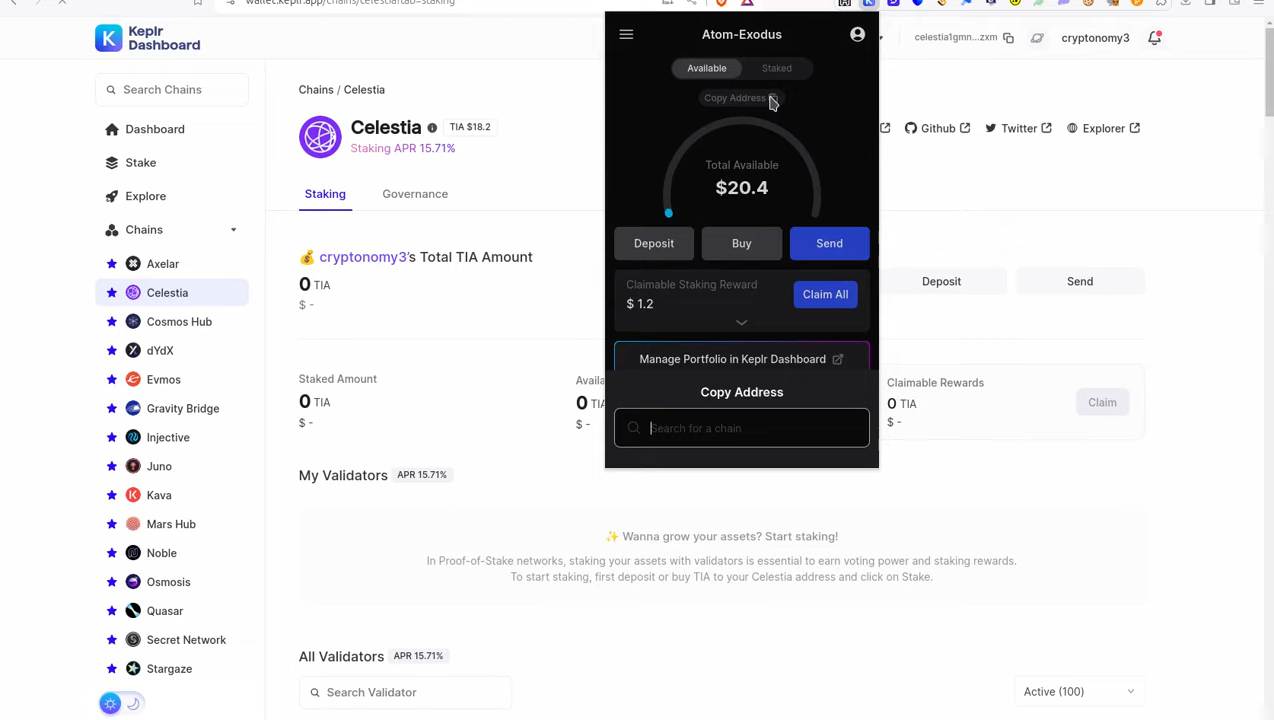 wallet.keplr.app/chains/celestia?tab=staking
Keplr
Dashboard
Search Chains
Dashboard
Stake
Explore
Chains
Axelar
Celestia
Cosmos Hub
dYdX
Evmos
Gravity Bridge
Injective
Juno
Kava
Mars Hub
Noble
Osmosis
Quasar
Secret Network
Stargaze
celestia1gmn...zxm
cryptonomy3
Chains / Celestia
Celestia
TIA $18.2
Staking APR 15.71%
Github
Twitter
Explorer
Staking
Governance
💰 cryptonomy3's Total TIA Amount
0 TIA
$ -
Deposit
Send
Staked Amount
0 TIA
$ -
Availa
0 TIA
$ -
Claimable Rewards
0 TIA
$ -
Claim
My Validators
APR 15.71%
✨ Wanna grow your assets? Start staking!
In Proof-of-Stake networks, staking your assets with validators is essential to earn voting power and staking rewards.
To start staking, first deposit or buy TIA to your Celestia address and click on Stake.
All Validators
APR 15.71%
Search Validator
Active (100)
Atom-Exodus
Available
Staked
Copy Address
Total Available
$20.4
Deposit
Buy
Send
Claimable Staking Reward
$ 1.2
Claim All
Manage Portfolio in Keplr Dashboard
Copy Address
Search for a chain